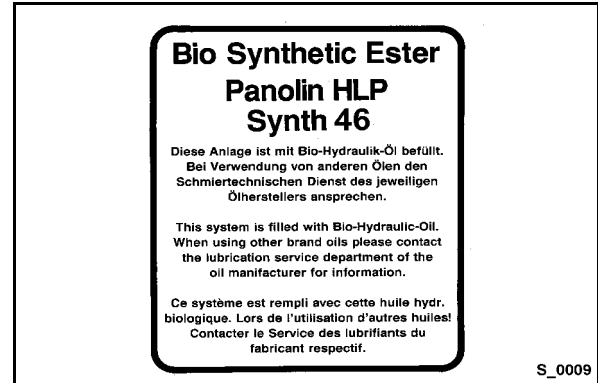 Bio Synthetic Ester
Panolin HLP
Synth 46
Diese Anlage ist mit Bio-Hydraulik-Öl befüllt.
Bei Verwendung von anderen Ölen den
Schmiertechnischen Dienst des jeweiligen
Ölherstellers ansprechen.
This system is filled with Bio-Hydraulic-Oil.
When using other brand oils please contact
the lubrication service department of the
oil manifacturer for information.
Ce système est rempli avec cette huile hydr.
biologique. Lors de l'utilisation d'autres huiles!
Contacter le Service des lubrifiants du
fabricant respectif.
S_0009